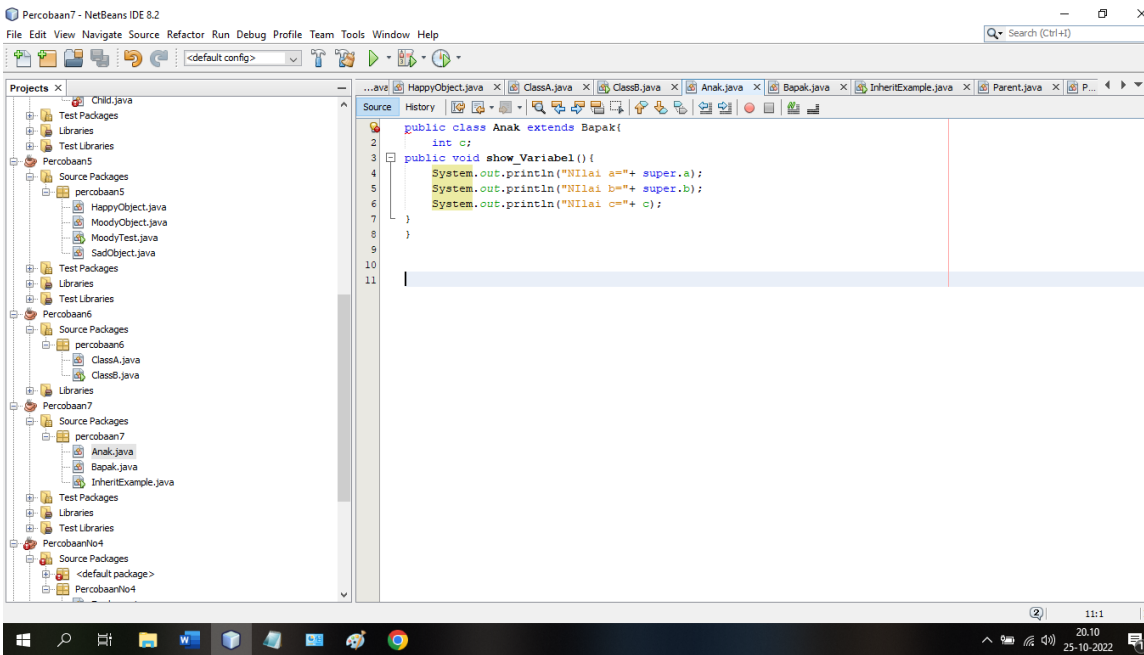 Percobaan7 - NetBeans IDE 8.2
File Edit View Navigate Source Refactor Run Debug Profile Team Tools Window Help
Search (Ctrl+I)
<default config>
Projects
...ava HappyObject.java ClassA.java ClassB.java Anak.java Bapak.java InheritExample.java Parent.java P...
Source History
Child.java
Test Packages
Libraries
Test Libraries
Percobaan5
Source Packages
percobaan5
HappyObject.java
MoodyObject.java
MoodyTest.java
SadObject.java
Test Packages
Libraries
Test Libraries
Percobaan6
Source Packages
percobaan6
ClassA.java
ClassB.java
Libraries
Percobaan7
Source Packages
percobaan7
Anak.java
Bapak.java
InheritExample.java
Test Packages
Libraries
Test Libraries
PercobaanNo4
Source Packages
<default package>
PercobaanNo4
public class Anak extends Bapak{
2 int c;
3 public void show_Variabel(){
4 System.out.println("NIlai a="+ super.a);
5 System.out.println("NIlai b="+ super.b);
6 System.out.println("NIlai c="+ c);
7 }
8 }
9
10
11
2 11:1
20.10
25-10-2022